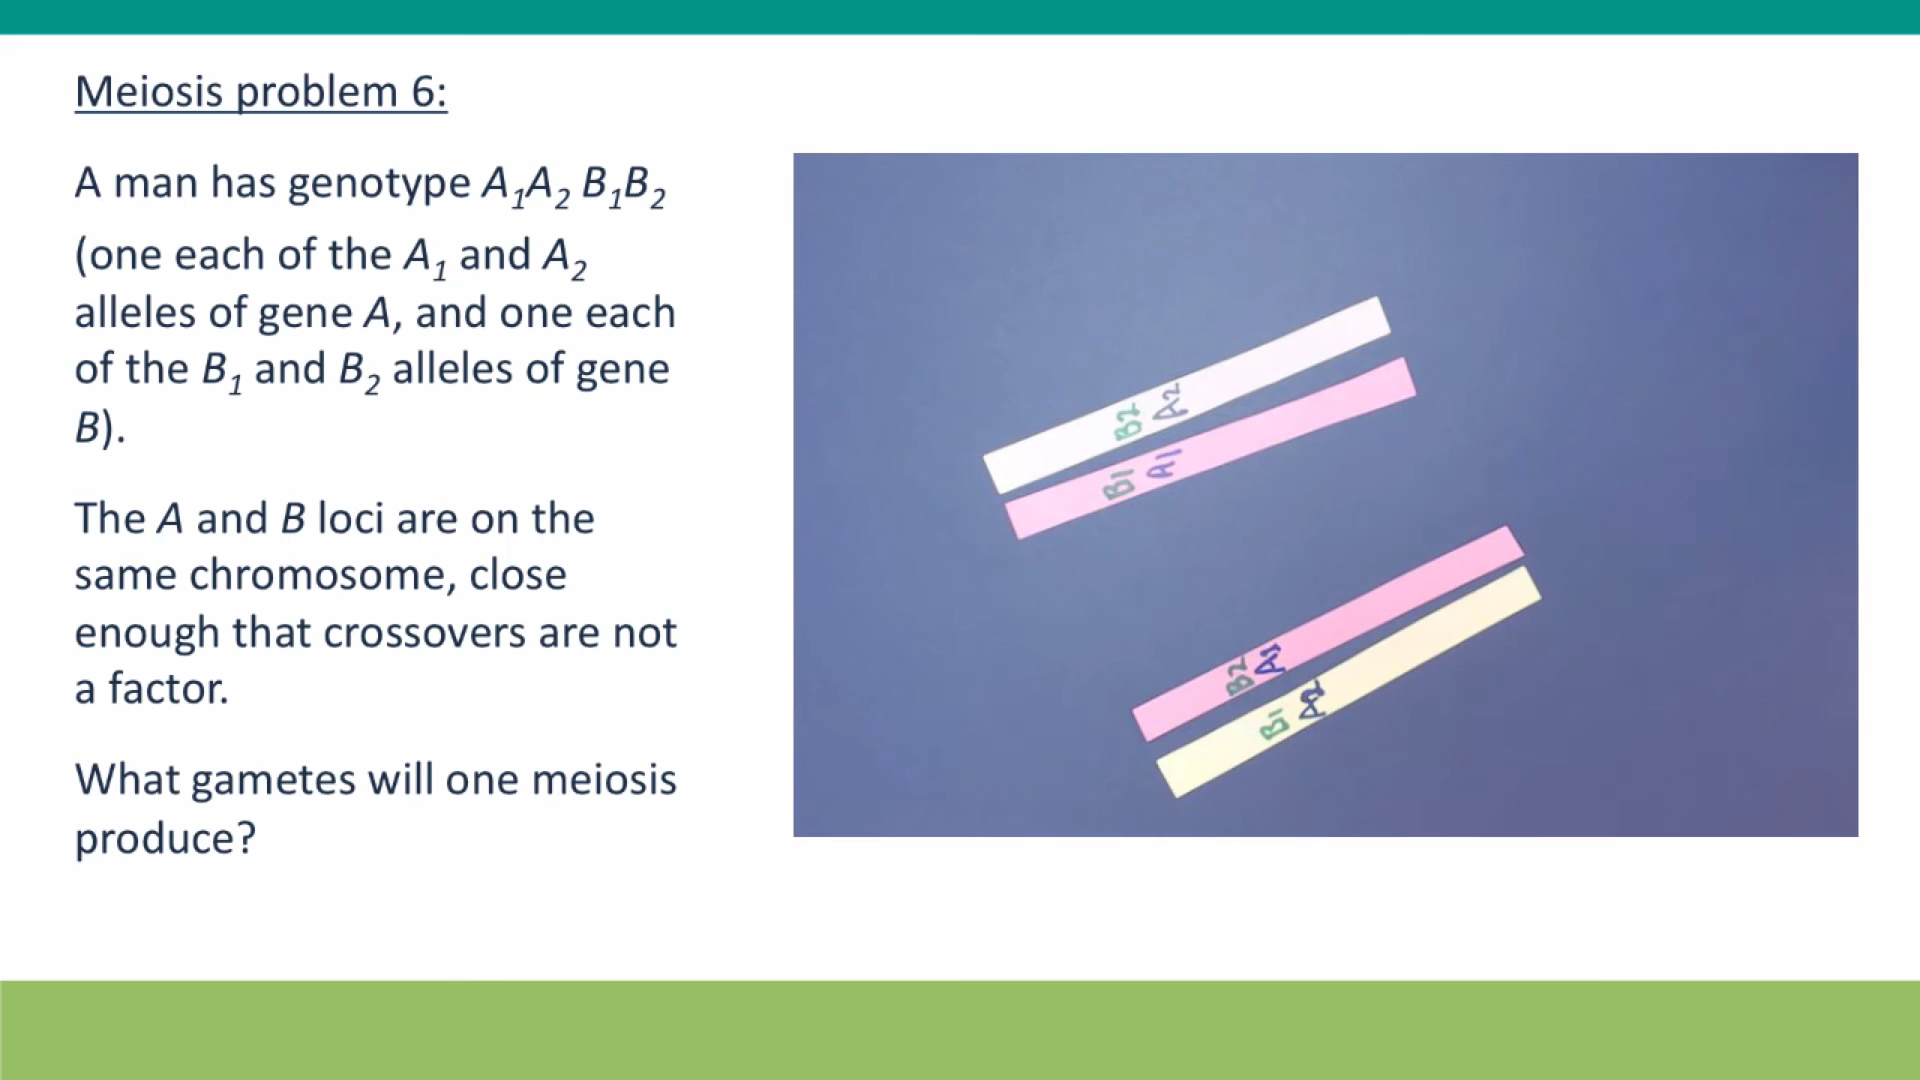 Meiosis problem 6:
A man has genotype A₁A₂ B₁B₂
(one each of the A₁ and A₂
alleles of gene A, and one each
of the B₁ and B₂ alleles of gene
B).
The A and B loci are on the
same chromosome, close
enough that crossovers are not
a factor.
What gametes will one meiosis
produce?
B2 A2
B1 A1
B2 A1
B1 A2